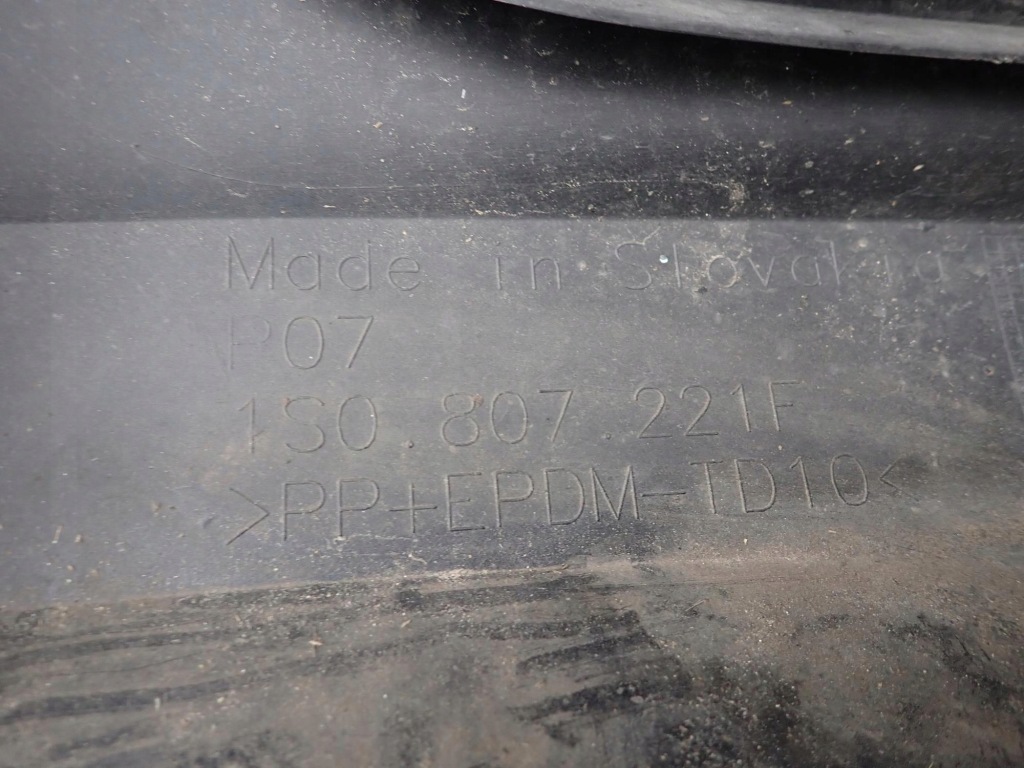 Made in Slovakia
P07
1S0.807.221F
>PP+EPDM-TD10<